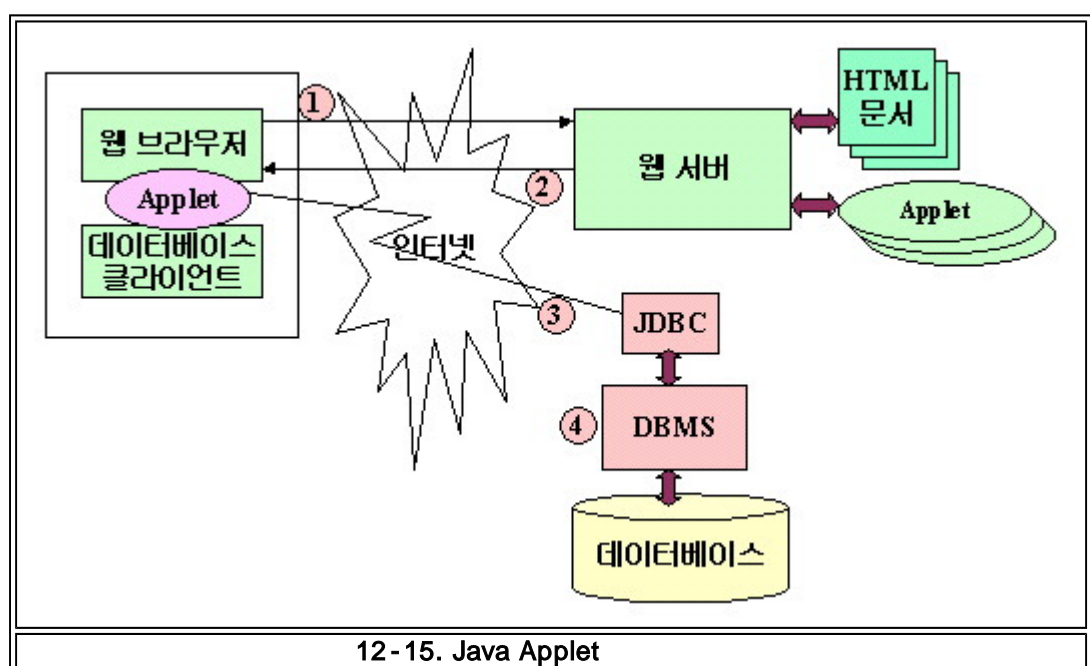 1
웹 브라우저
Applet
데이터베이스
클라이언트
2
인터넷
3
웹 서버
HTML
문서
Applet
JDBC
4
DBMS
데이터베이스
12-15. Java Applet